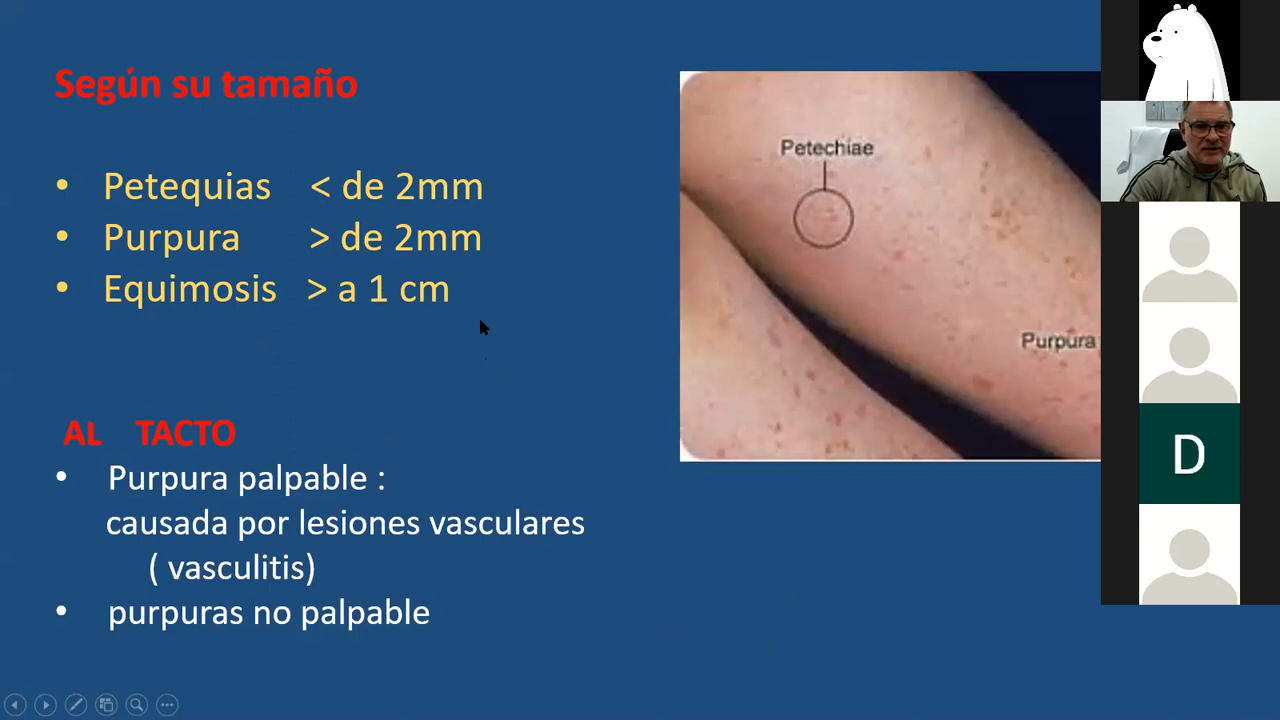 Según su tamaño
• Petequias < de 2mm
• Purpura > de 2mm
• Equimosis > a 1 cm
AL TACTO
• Purpura palpable :
causada por lesiones vasculares
( vasculitis)
• purpuras no palpable
Petechiae
Purpura
D